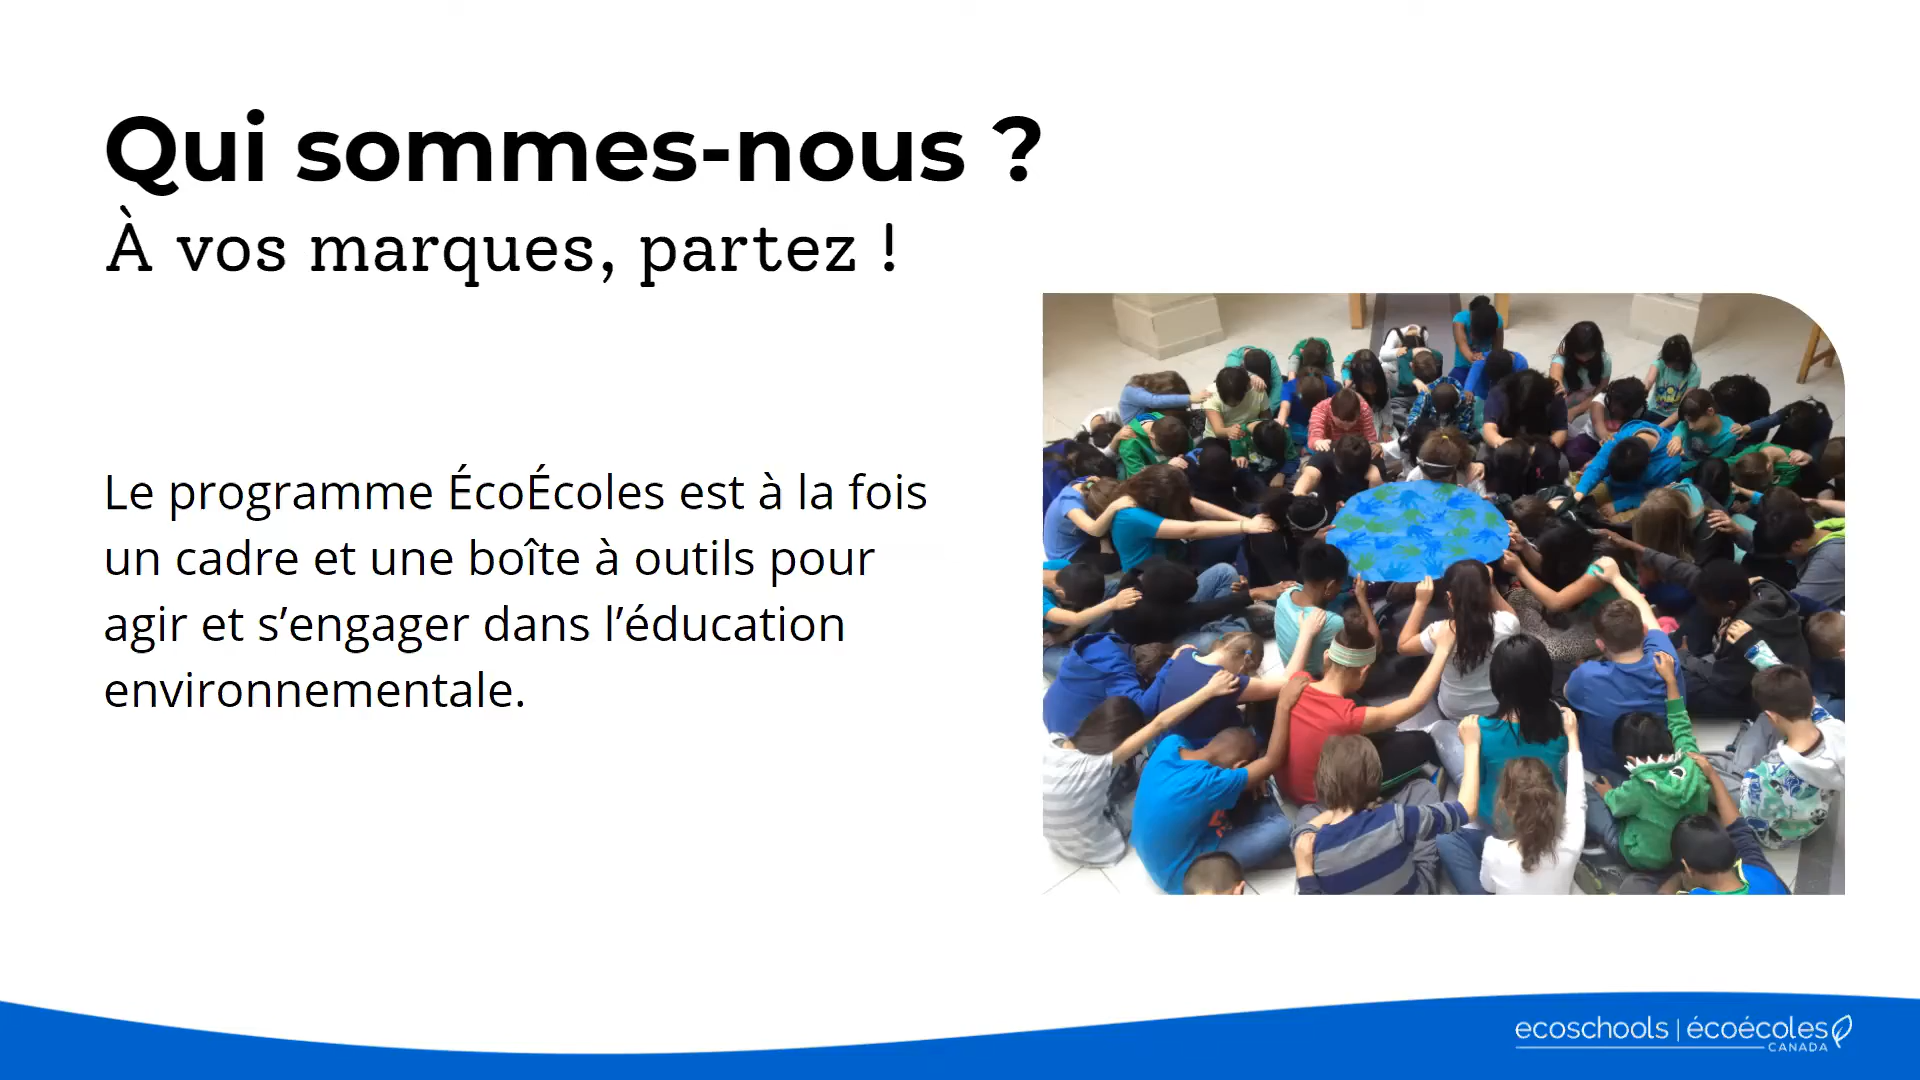 Qui sommes-nous ?
À vos marques, partez !
Le programme ÉcoÉcoles est à la fois
un cadre et une boîte à outils pour
agir et s’engager dans l’éducation
environnementale.
ecoschools | écoécoles
CANADA